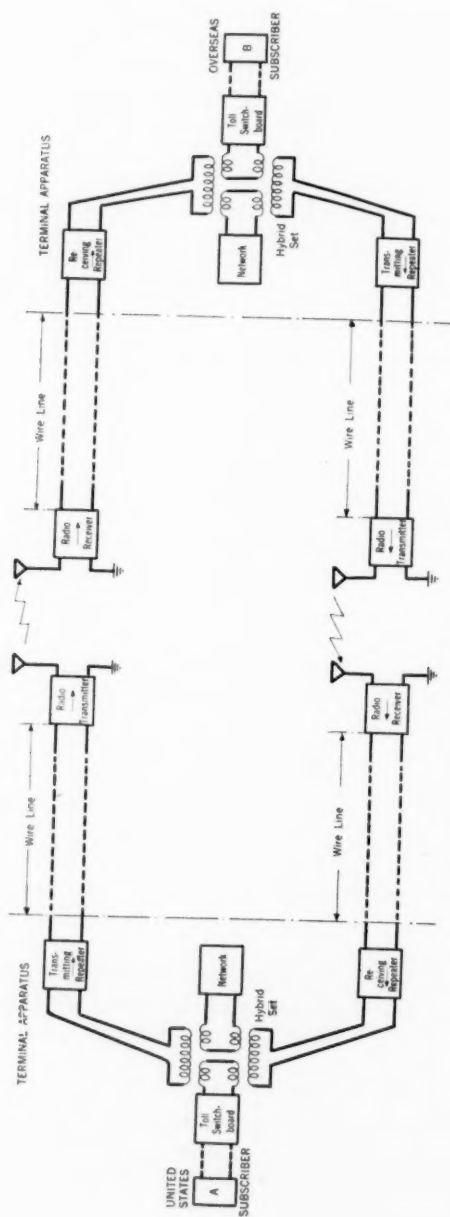 TERMINAL APPARATUS
UNITED
STATES
A
SUBSCRIBER
Toll
Switch-
board
Hybrid Set
Network
Trans-
mitting
Repeater
Wire Line
Radio
Transmitter
Radio
Receiver
Wire Line
Re
ceiving
Repeater
TERMINAL APPARATUS
Network
Hybrid
Set
Toll
Switch-
board
OVERSEAS
B
SUBSCRIBER
Re
ceiving
Repeater
Wire Line
Radio
Receiver
Radio
Transmitter
Wire Line
Trans-
mitting
Repeater